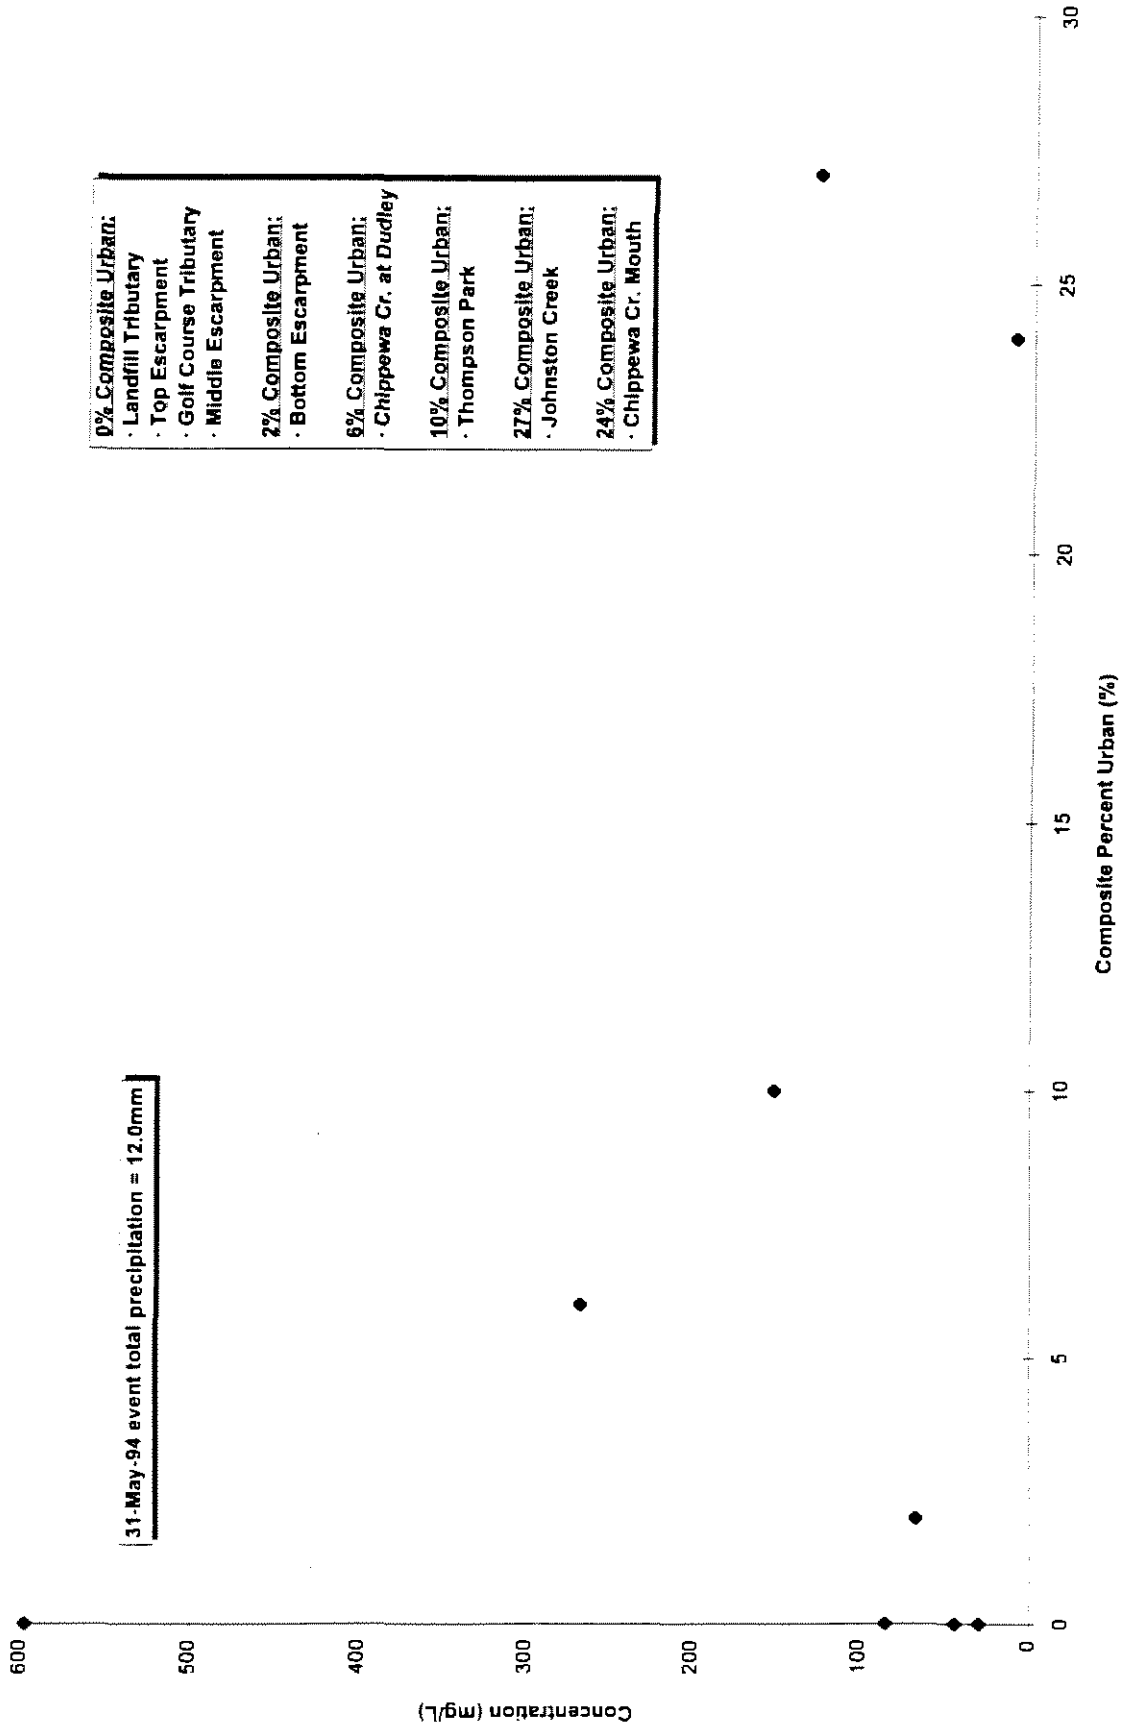 31-May-94 event total precipitation = 12.0mm
0% Composite Urban:
· Landfill Tributary
· Top Escarpment
· Golf Course Tributary
· Middle Escarpment
2% Composite Urban:
· Bottom Escarpment
6% Composite Urban:
· Chippewa Cr. at Dudley
10% Composite Urban:
· Thompson Park
27% Composite Urban:
· Johnston Creek
24% Composite Urban:
· Chippewa Cr. Mouth
Concentration (mg/L)
600
500
400
300
200
100
0
0
5
10
15
20
25
30
Composite Percent Urban (%)